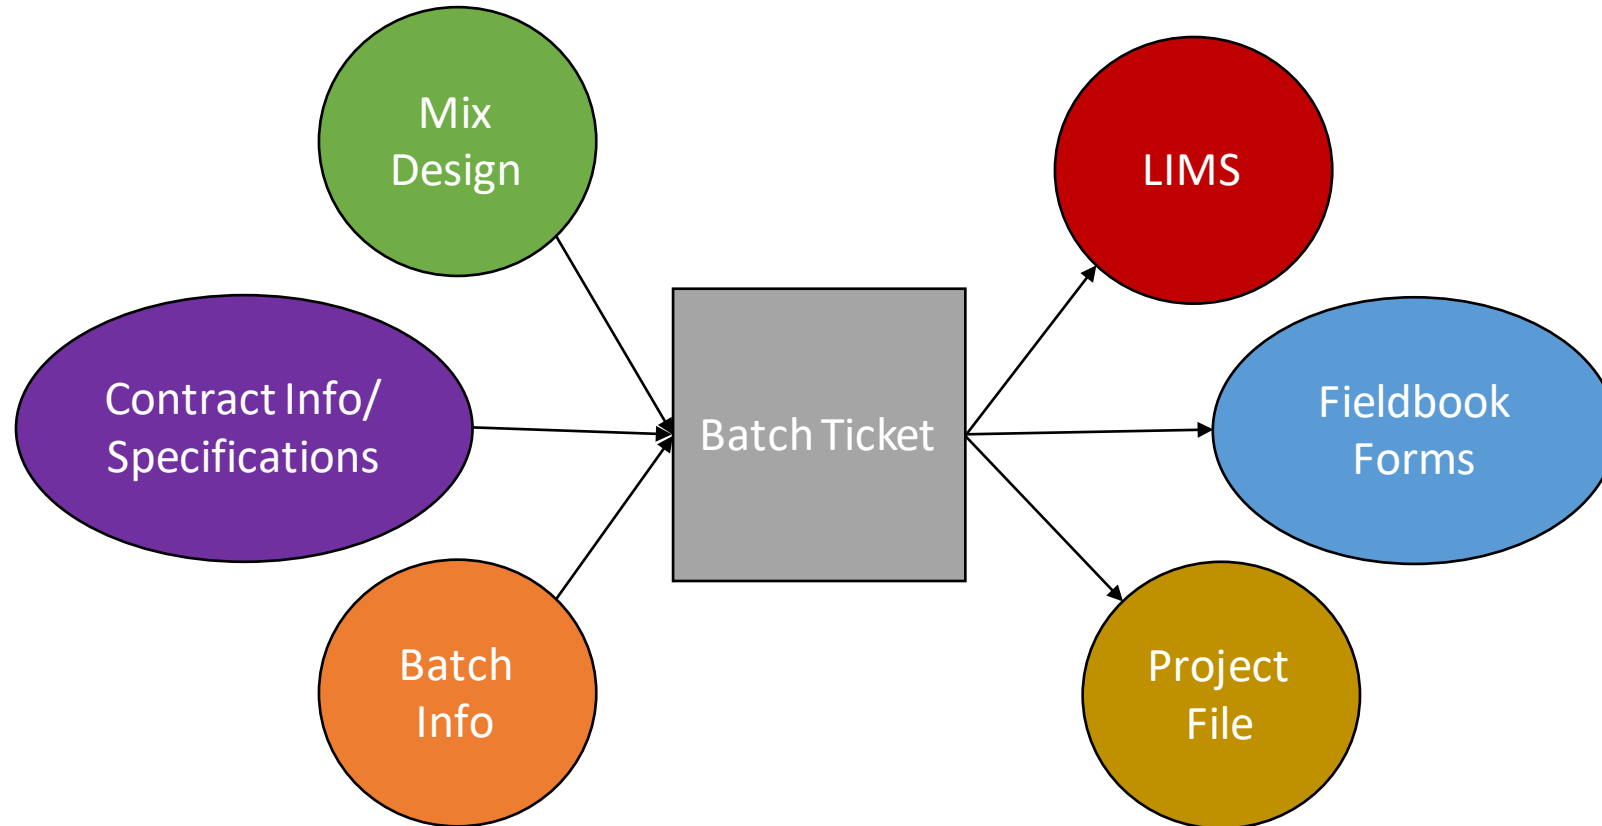 Mix
Design
Contract Info/
Specifications
Batch
Info
Batch Ticket
LIMS
Fieldbook
Forms
Project
File